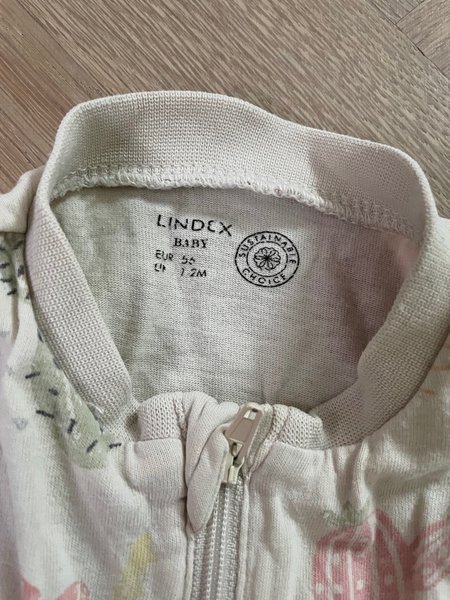 LINDEX
BABY
EUR 56
UK 1-2M
SUSTAINABLE
CHOICE